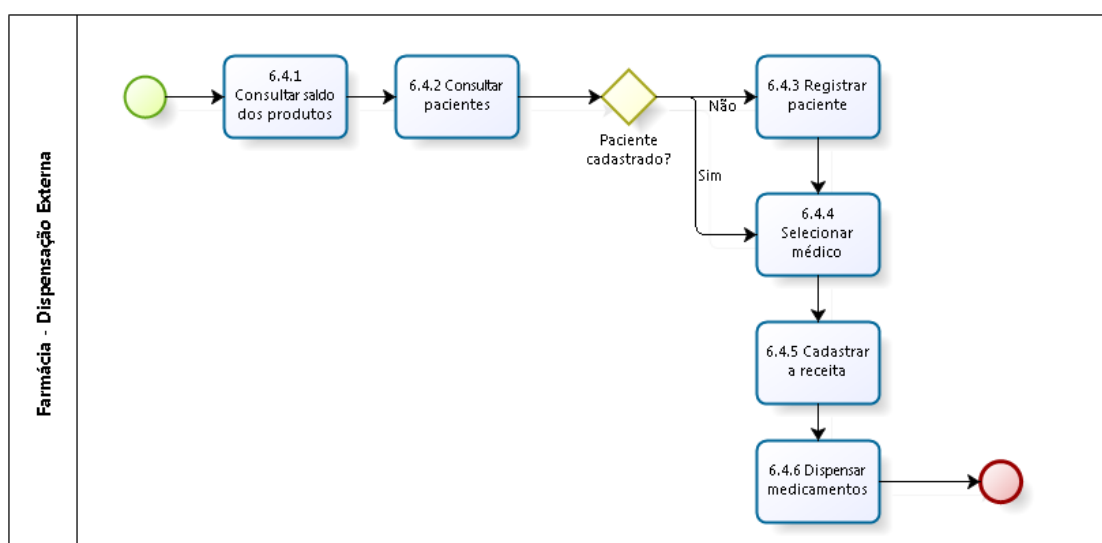 Farmácia - Dispensação Externa
6.4.1
Consultar saldo
dos produtos
6.4.2 Consultar
pacientes
Paciente
cadastrado?
Não
Sim
6.4.3 Registrar
paciente
6.4.4
Selecionar
médico
6.4.5 Cadastrar
a receita
6.4.6 Dispensar
medicamentos